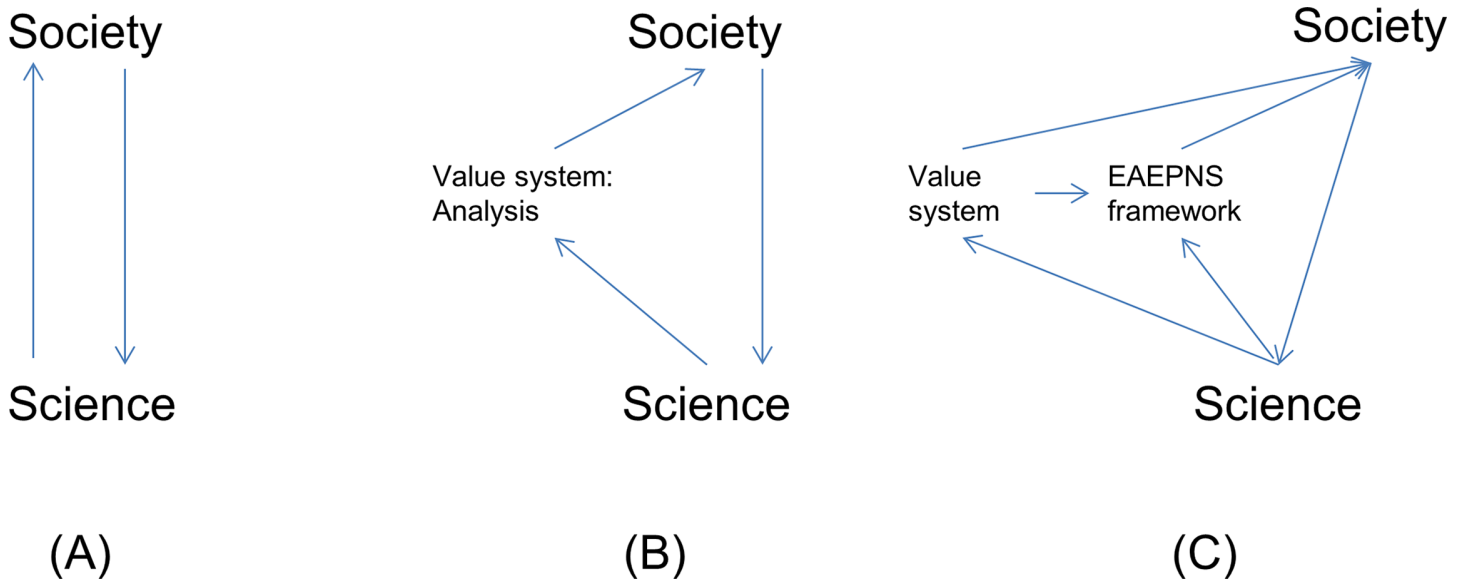 Society
Science
(A)
Society
Value system:
Analysis
Science
(B)
Society
Value
system
EAEPNS
framework
Science
(C)